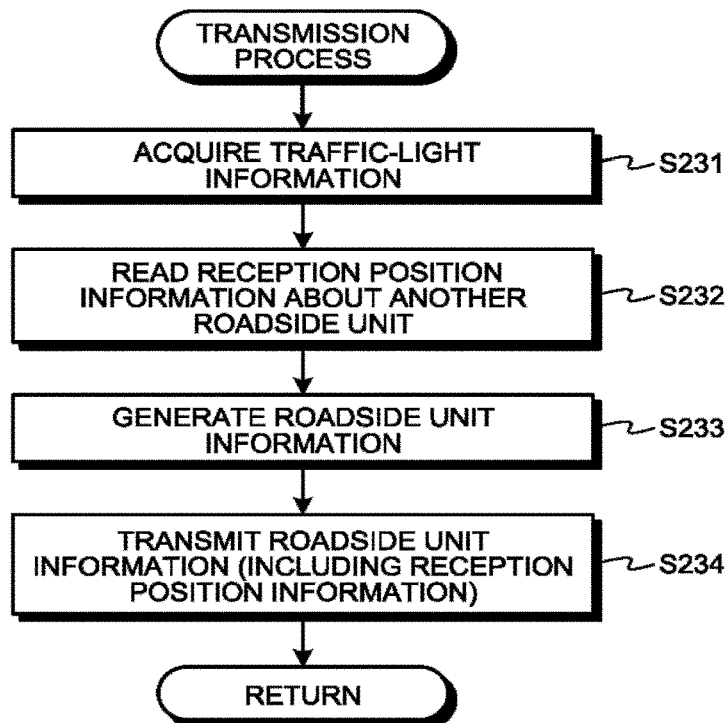 TRANSMISSION
PROCESS
ACQUIRE TRAFFIC-LIGHT
INFORMATION
S231
READ RECEPTION POSITION
INFORMATION ABOUT ANOTHER
ROADSIDE UNIT
S232
GENERATE ROADSIDE UNIT
INFORMATION
S233
TRANSMIT ROADSIDE UNIT
INFORMATION (INCLUDING RECEPTION
POSITION INFORMATION)
S234
RETURN